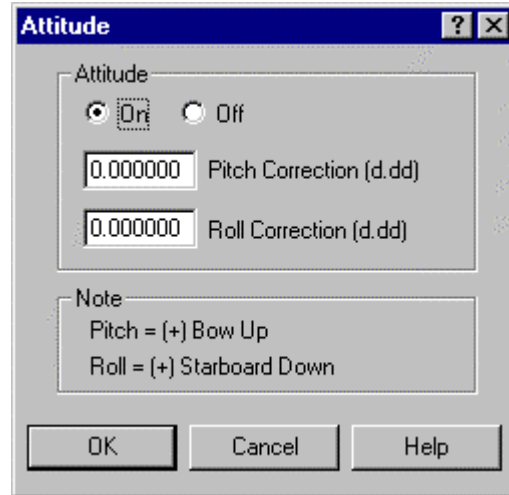 Attitude
? ×
Attitude
On Off
0.000000 Pitch Correction (d.dd)
0.000000 Roll Correction (d.dd)
Note
Pitch = (+) Bow Up
Roll = (+) Starboard Down
OK Cancel Help